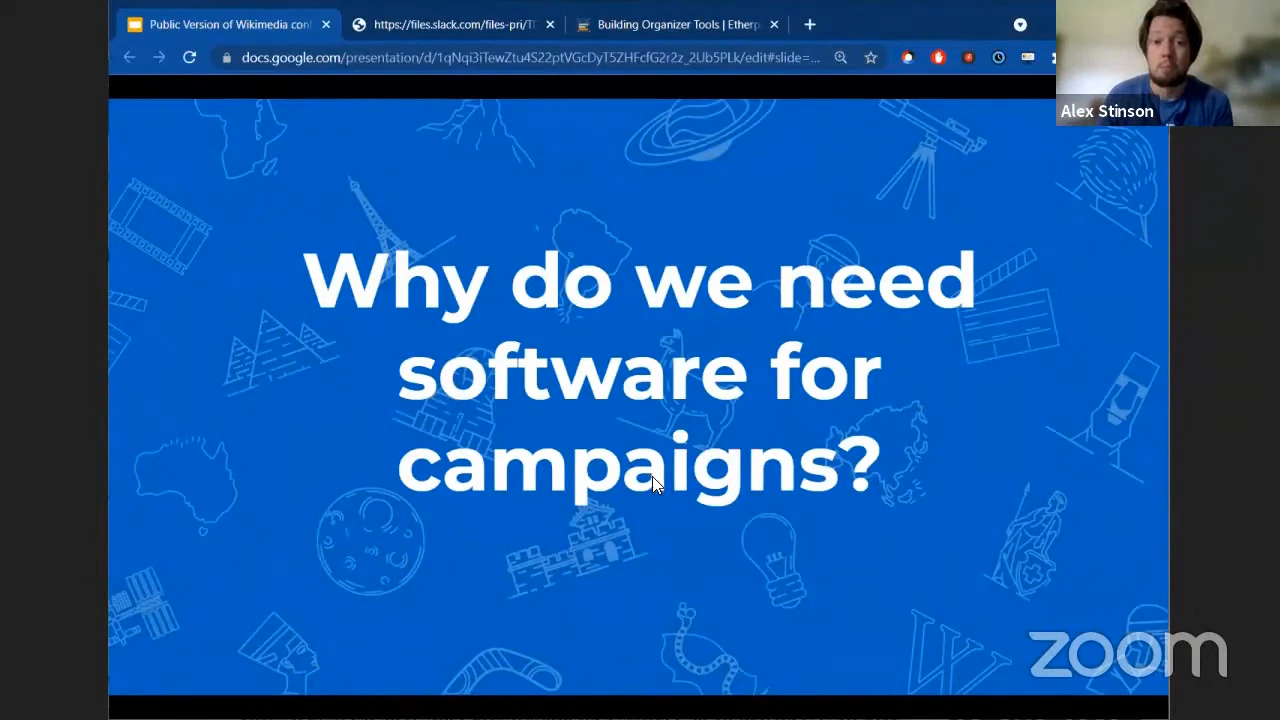 Public Version of Wikimedia con
https://files.slack.com/files-pri/T
Building Organizer Tools | Etherp
docs.google.com/presentation/d/1qNqi3iTewZtu4S22ptVGcDyT5ZHFcfG2r2z_2Ub5PLk/edit#slide=...
Alex Stinson
Why do we need
software for
campaigns?
zoom